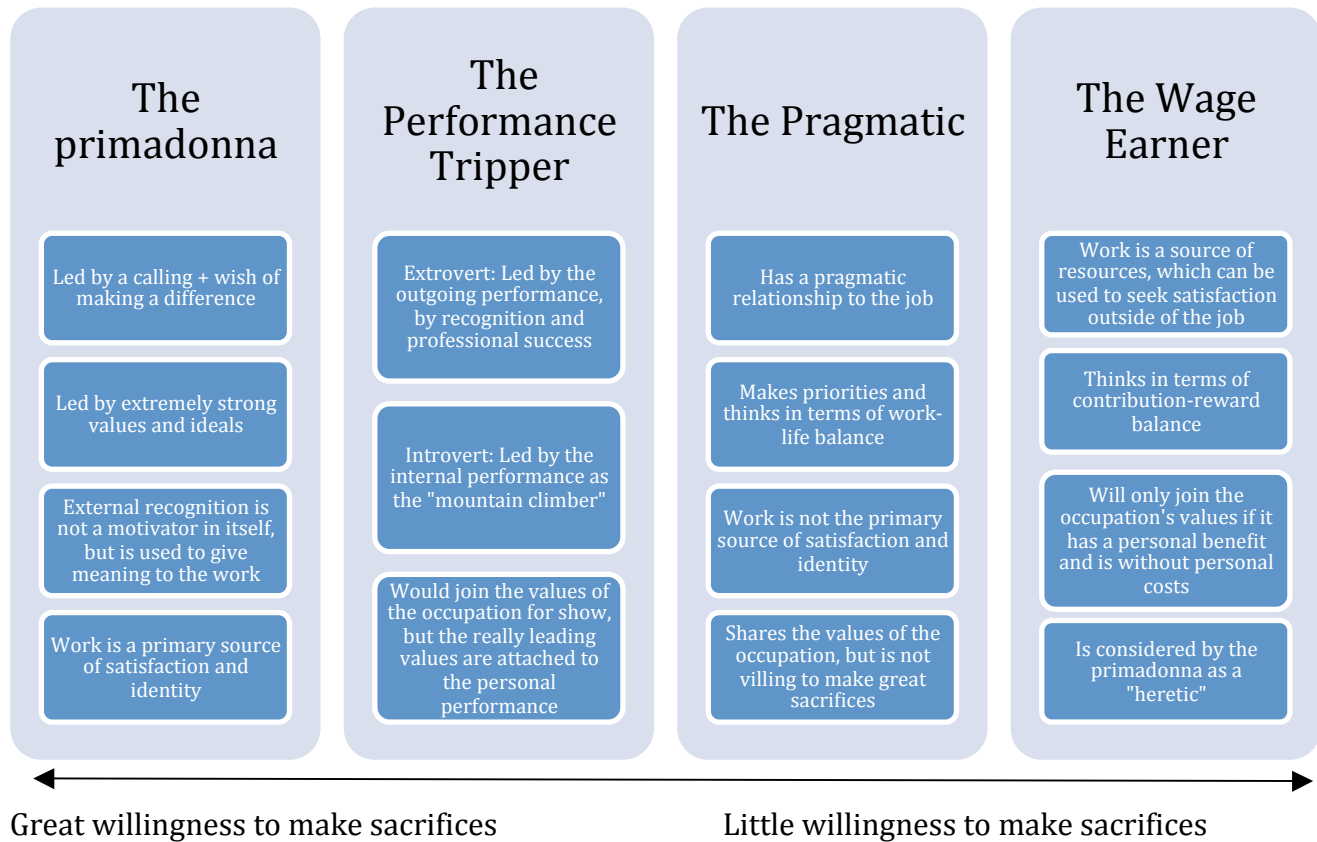 The
primadonna
Led by a calling + wish of
making a difference
Led by extremely strong
values and ideals
External recognition is
not a motivator in itself,
but is used to give
meaning to the work
Work is a primary source
of satisfaction and
identity
The
Performance
Tripper
Extrovert: Led by the
outgoing performance,
by recognition and
professional success
Introvert: Led by the
internal performance as
the "mountain climber"
Would join the values of
the occupation for show,
but the really leading
values are attached to
the personal
performance
The Pragmatic
Has a pragmatic
relationship to the job
Makes priorities and
thinks in terms of work-
life balance
Work is not the primary
source of satisfaction and
identity
Shares the values of the
occupation, but is not
villing to make great
sacrifices
The Wage
Earner
Work is a source of
resources, which can be
used to seek satisfaction
outside of the job
Thinks in terms of
contribution-reward
balance
Will only join the
occupation's values if it
has a personal benefit
and is without personal
costs
Is considered by the
primadonna as a
"heretic"
Great willingness to make sacrifices
Little willingness to make sacrifices